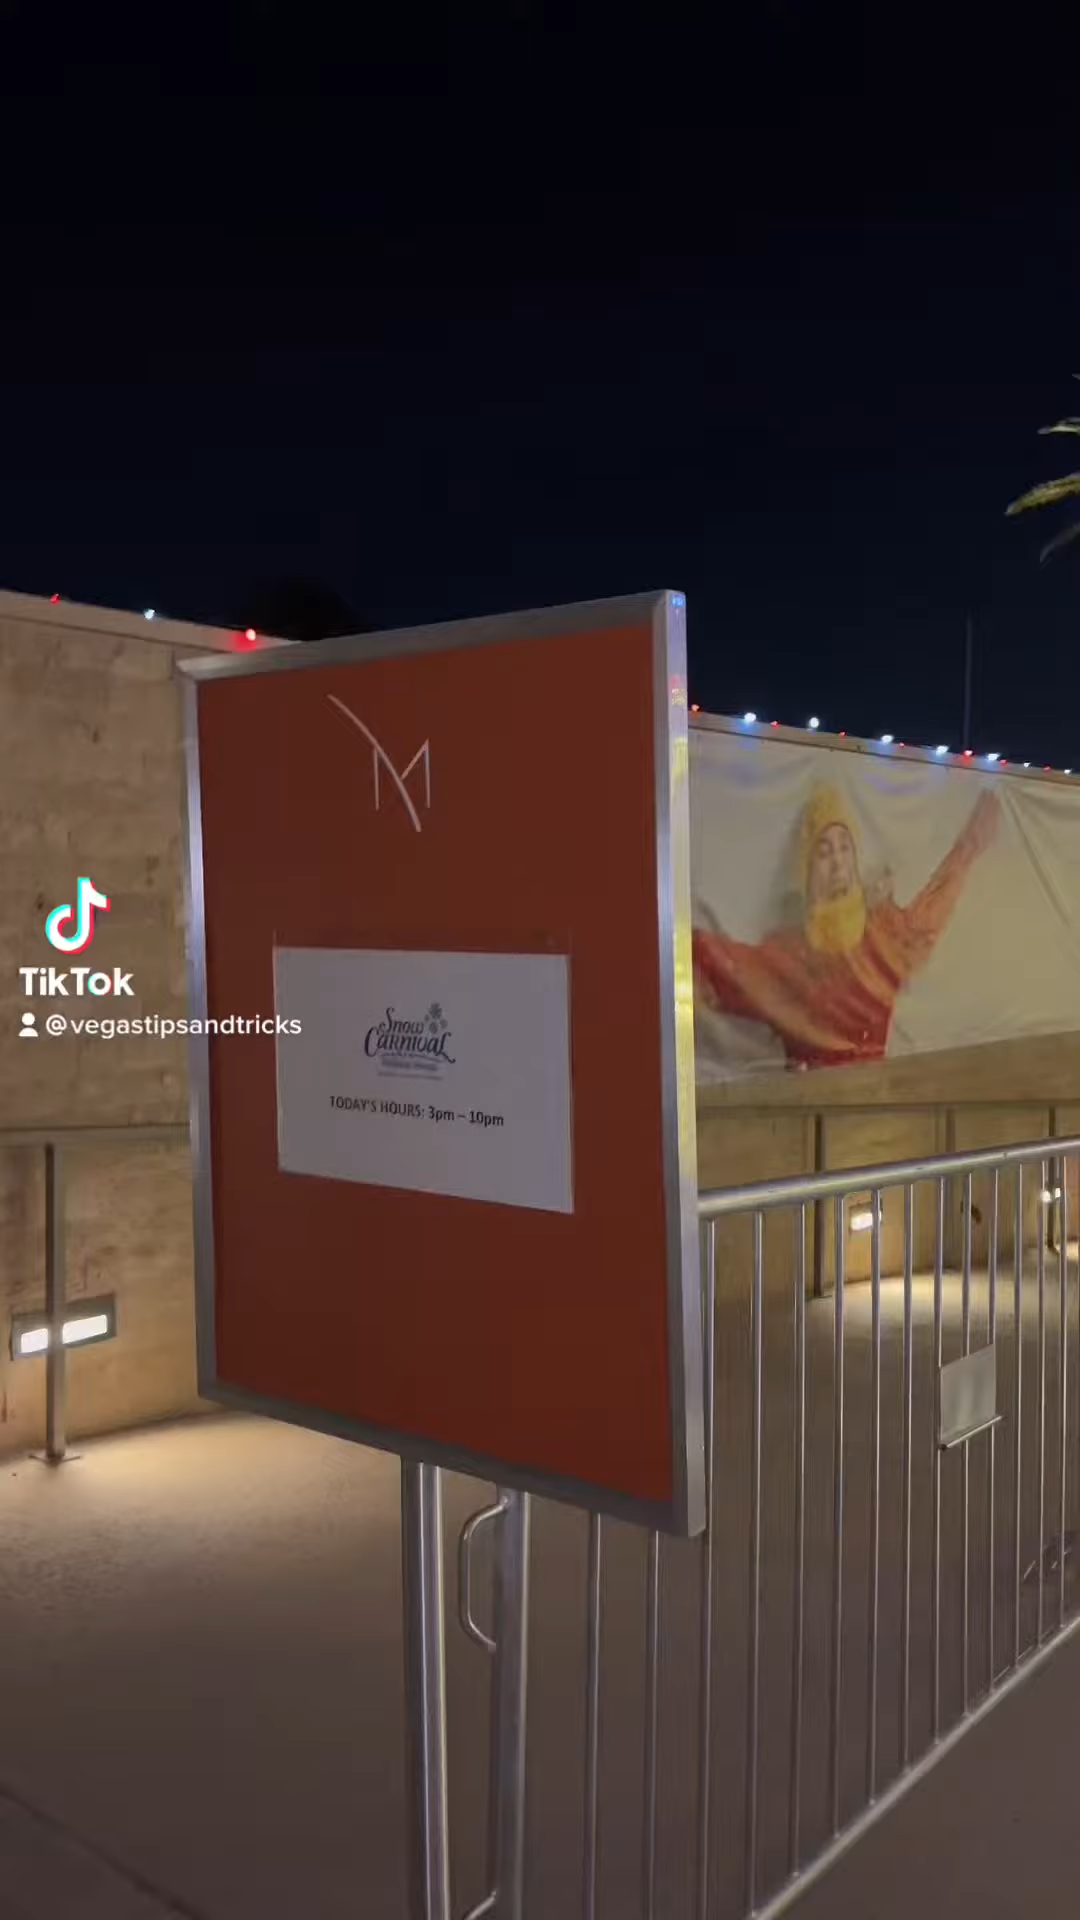 M
Snow
Carnival
TODAY'S HOURS: 3pm – 10pm
TikTok
@vegastipsandtricks